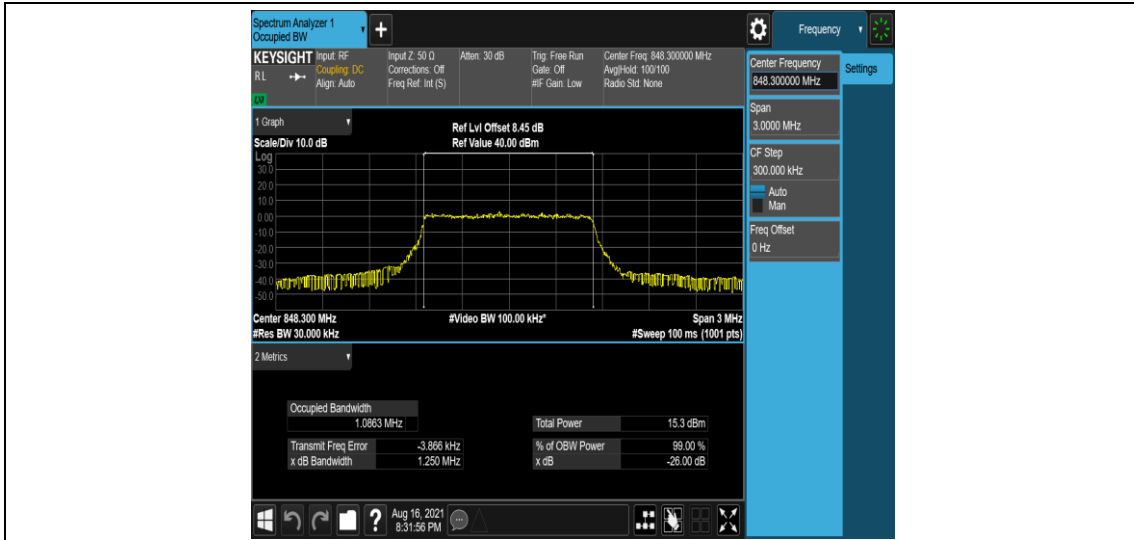 Spectrum Analyzer 1
Occupied BW
+
Frequency
KEYSIGHT Input: RF Input Z: 50 Ω Atten: 30 dB Trig: Free Run Center Freq: 848.300000 MHz
RL Coupling: DC Corrections: Off Gate: Off Avg|Hold: 100/100
Align: Auto Freq Ref: Int (S) #IF Gain: Low Radio Std: None
Center Frequency
848.300000 MHz
Settings
Span
3.0000 MHz
CF Step
300.000 kHz
Auto
Man
Freq Offset
0 Hz
1 Graph
Ref Lvl Offset 8.45 dB
Scale/Div 10.0 dB Ref Value 40.00 dBm
Log
30.0
20.0
10.0
0.00
-10.0
-20.0
-30.0
-40.0
-50.0
Center 848.300 MHz #Video BW 100.00 kHz* Span 3 MHz
#Res BW 30.000 kHz #Sweep 100 ms (1001 pts)
2 Metrics
Occupied Bandwidth
1.0863 MHz Total Power 15.3 dBm
Transmit Freq Error -3.866 kHz % of OBW Power 99.00 %
x dB Bandwidth 1.250 MHz x dB -26.00 dB
? Aug 16, 2021
8:31:56 PM